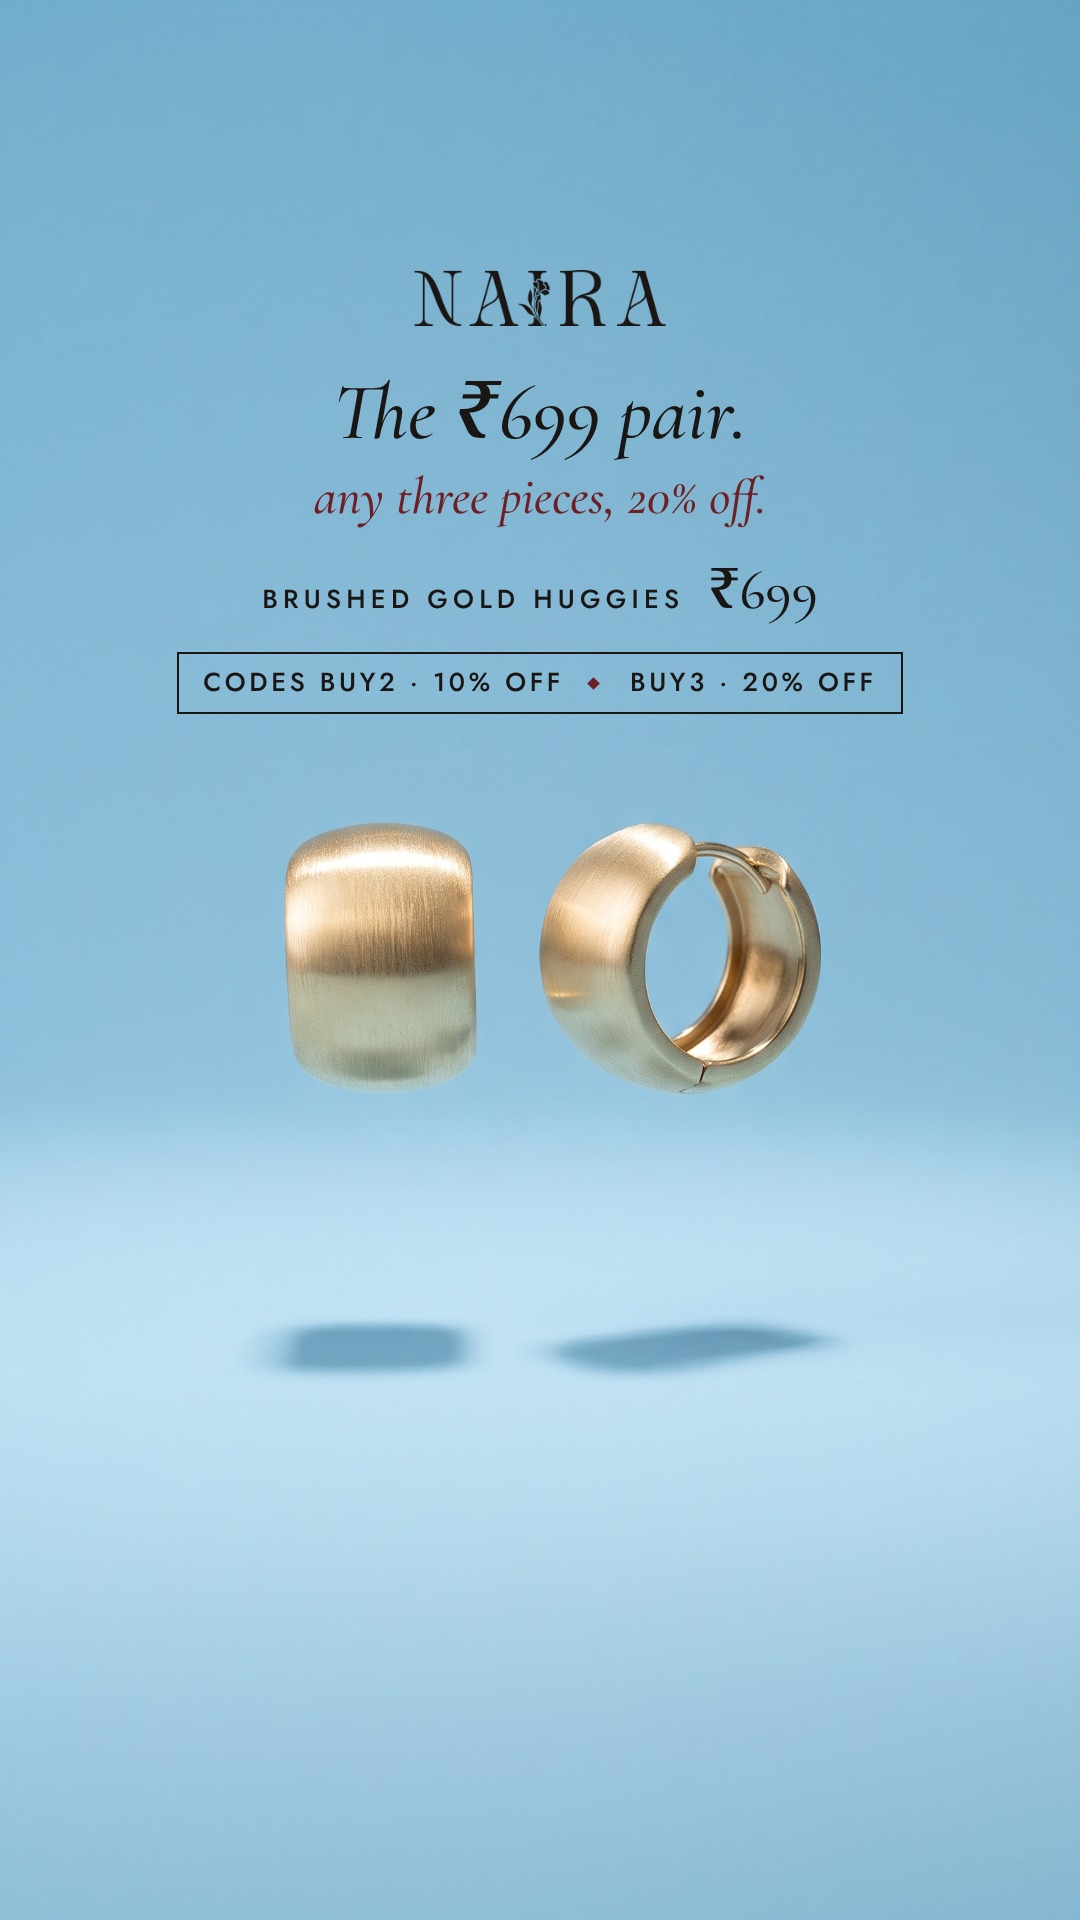 NAIRA
The ₹699 pair.
any three pieces, 20% off.
BRUSHED GOLD HUGGIES ₹699
CODES BUY2 · 10% OFF ◆ BUY3 · 20% OFF